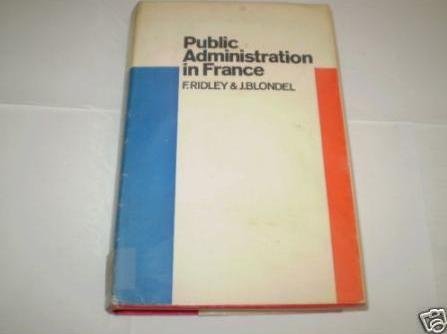 Public
Administration
in France
F. RIDLEY & J. BLONDEL